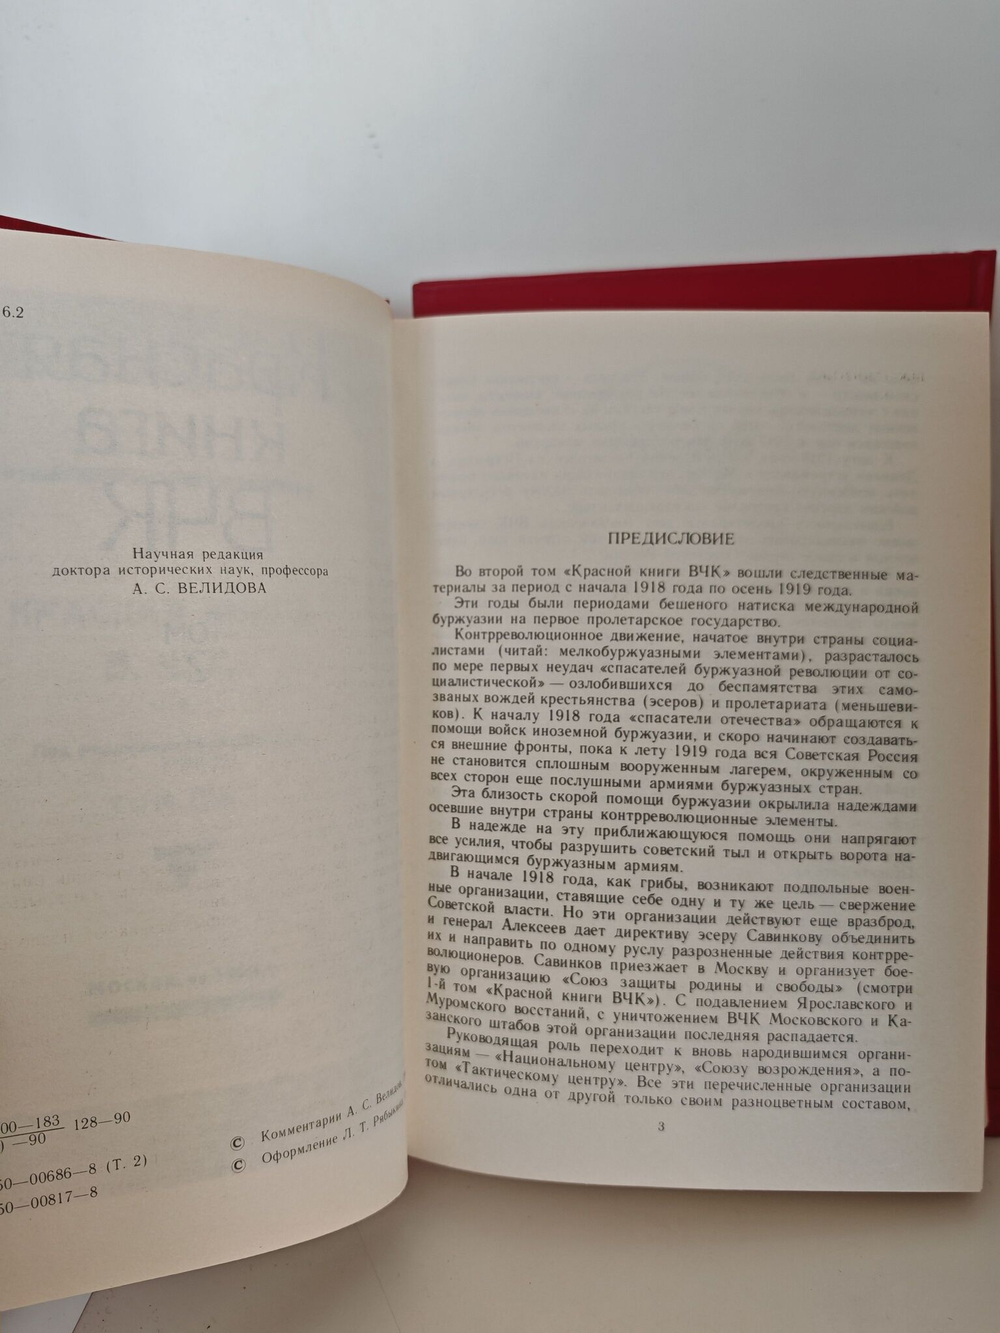 6.2
Научная редакция
доктора исторических наук, профессора
А. С. ВЕЛИДОВА
00—183
) —90
128—90
50—00686—8 (Т. 2)
50—00817—8
© Комментарии А. С. Велидов,
© Оформление Л. Т.
ПРЕДИСЛОВИЕ
Во второй том «Красной книги ВЧК» вошли следственные ма-
териалы за период с начала 1918 года по осень 1919 года.
Эти годы были периодами бешеного натиска международной
буржуазии на первое пролетарское государство.
Контрреволюционное движение, начатое внутри страны социа-
листами (читай: мелкобуржуазными элементами), разрасталось
по мере первых неудач «спасателей буржуазной революции от со-
циалистической» — озлобившихся до беспамятства этих само-
званых вождей крестьянства (эсеров) и пролетариата (меньшеви-
ков). К началу 1918 года «спасатели отечества» обращаются к
помощи войск иноземной буржуазии, и скоро начинают создавать-
ся внешние фронты, пока к лету 1919 года вся Советская Россия
не становится сплошным вооруженным лагерем, окруженным со
всех сторон еще послушными армиями буржуазных стран.
Эта близость скорой помощи буржуазии окрылила надеждами
осевшие внутри страны контрреволюционные элементы.
В надежде на эту приближающуюся помощь они напрягают
все усилия, чтобы разрушить советский тыл и открыть ворота на-
двигающимся буржуазным армиям.
В начале 1918 года, как грибы, возникают подпольные воен-
ные организации, ставящие себе одну и ту же цель — свержение
Советской власти. Но эти организации действуют еще вразброд,
и генерал Алексеев дает директиву эсеру Савинкову объединить
их и направить по одному руслу разрозненные действия контрре-
волюционеров. Савинков приезжает в Москву и организует бое-
вую организацию «Союз защиты родины и свободы» (смотри
1-й том «Красной книги ВЧК»). С подавлением Ярославского и
Муромского восстаний, с уничтожением ВЧК Московского и Ка-
занского штабов этой организации последняя распадается.
Руководящая роль переходит к вновь народившимся органи-
зациям — «Национальному центру», «Союзу возрождения», а по-
том «Тактическому центру». Все эти перечисленные организации
отличались одна от другой только своим разноцветным составом,
3